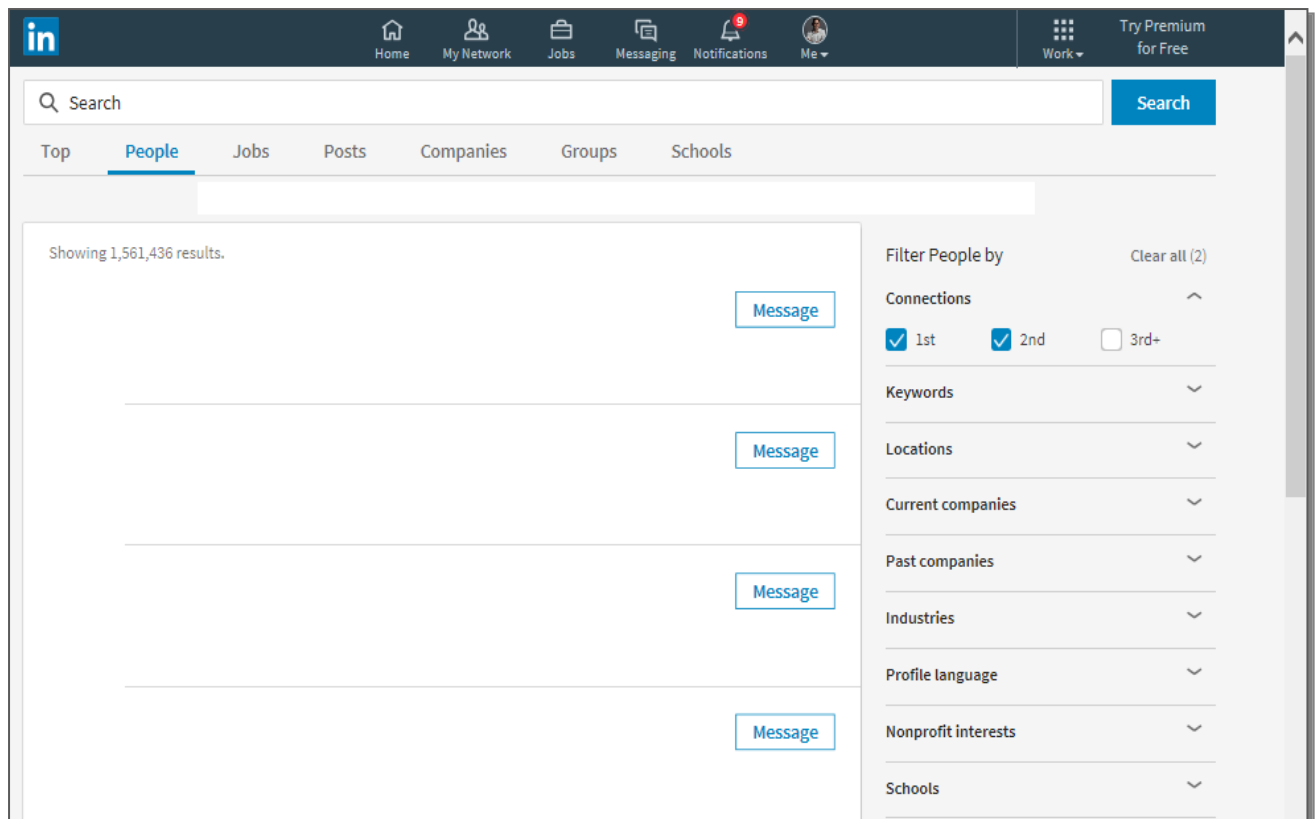 in
9
Home
My Network
Jobs
Messaging
Notifications
Me
Work
Try Premium
for Free
Search
Search
Top People Jobs Posts Companies Groups Schools
Showing 1,561,436 results.
Message
Message
Message
Message
Filter People by Clear all (2)
Connections
1st 2nd 3rd+
Keywords
Locations
Current companies
Past companies
Industries
Profile language
Nonprofit interests
Schools